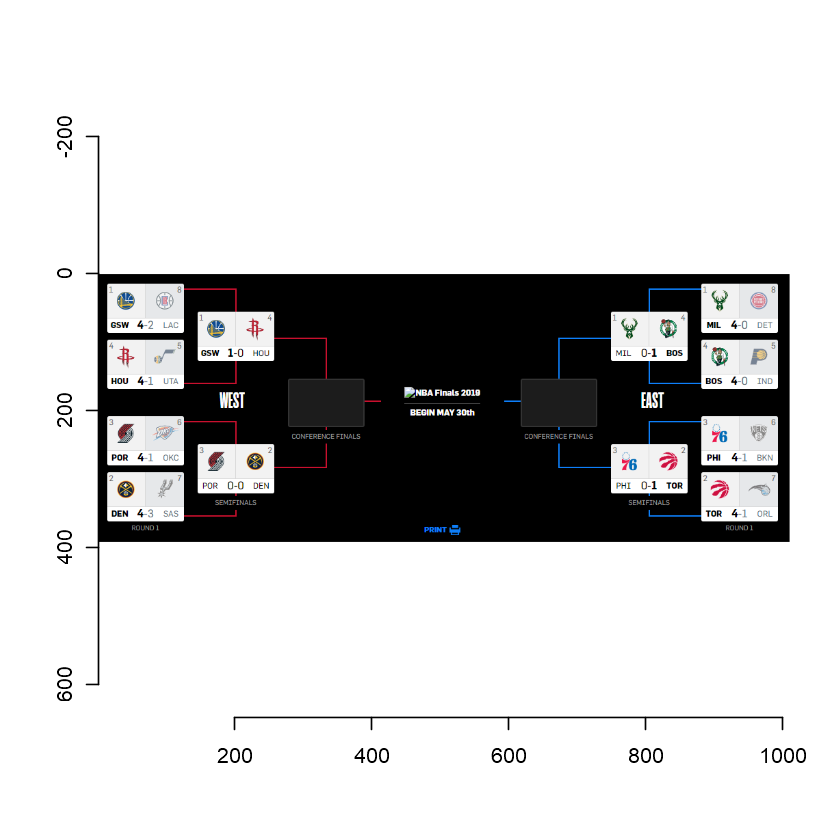 -200
0
200
400
600
1 8
GSW 4-2 LAC
4 5
HOU 4-1 UTA
3 6
POR 4-1 OKC
2 7
DEN 4-3 SAS
ROUND 1
1 4
GSW 1-0 HOU
WEST
3 2
POR 0-0 DEN
SEMIFINALS
CONFERENCE FINALS
NBA Finals 2019
BEGIN MAY 30th
PRINT
CONFERENCE FINALS
1 4
MIL 0-1 BOS
EAST
3 2
76
PHI 0-1 TOR
SEMIFINALS
1 8
MIL 4-0 DET
4 5
BOS 4-0 IND
3 6
76
PHI 4-1 BKN
2 7
TOR 4-1 ORL
ROUND 1
200 400 600 800 1000